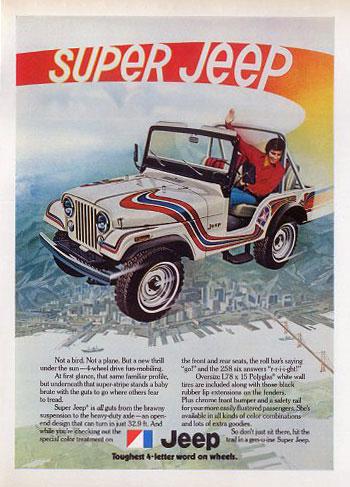 SUPER JEEP
Jeep
Not a bird. Not a plane. But a new thrill
under the sun—4-wheel drive fun-mobiling.
At first glance, that same familiar profile,
but underneath that super-stripe stands a baby
brute with the guts to go where others fear
to tread.
Super Jeep® is all guts from the brawny
suspension to the heavy-duty axle—an open-
end design that can turn in just 32.9 ft. And
while you're checking out the
special color treatment on
the front and rear seats, the roll bar's saying
"go!" and the 258 six answers "r-r-i-i-ght!"
Oversize L78 x 15 Polyglas® white wall
tires are included along with those black
rubber lip extensions on the fenders.
Plus chrome front bumper and a safety rail
for your more easily flustered passengers. She's
available in all kinds of color combinations
and lots of extra goodies.
So don't just sit there, hit the
trail in a gen-u-ine Super Jeep.
Jeep
Toughest 4-letter word on wheels.